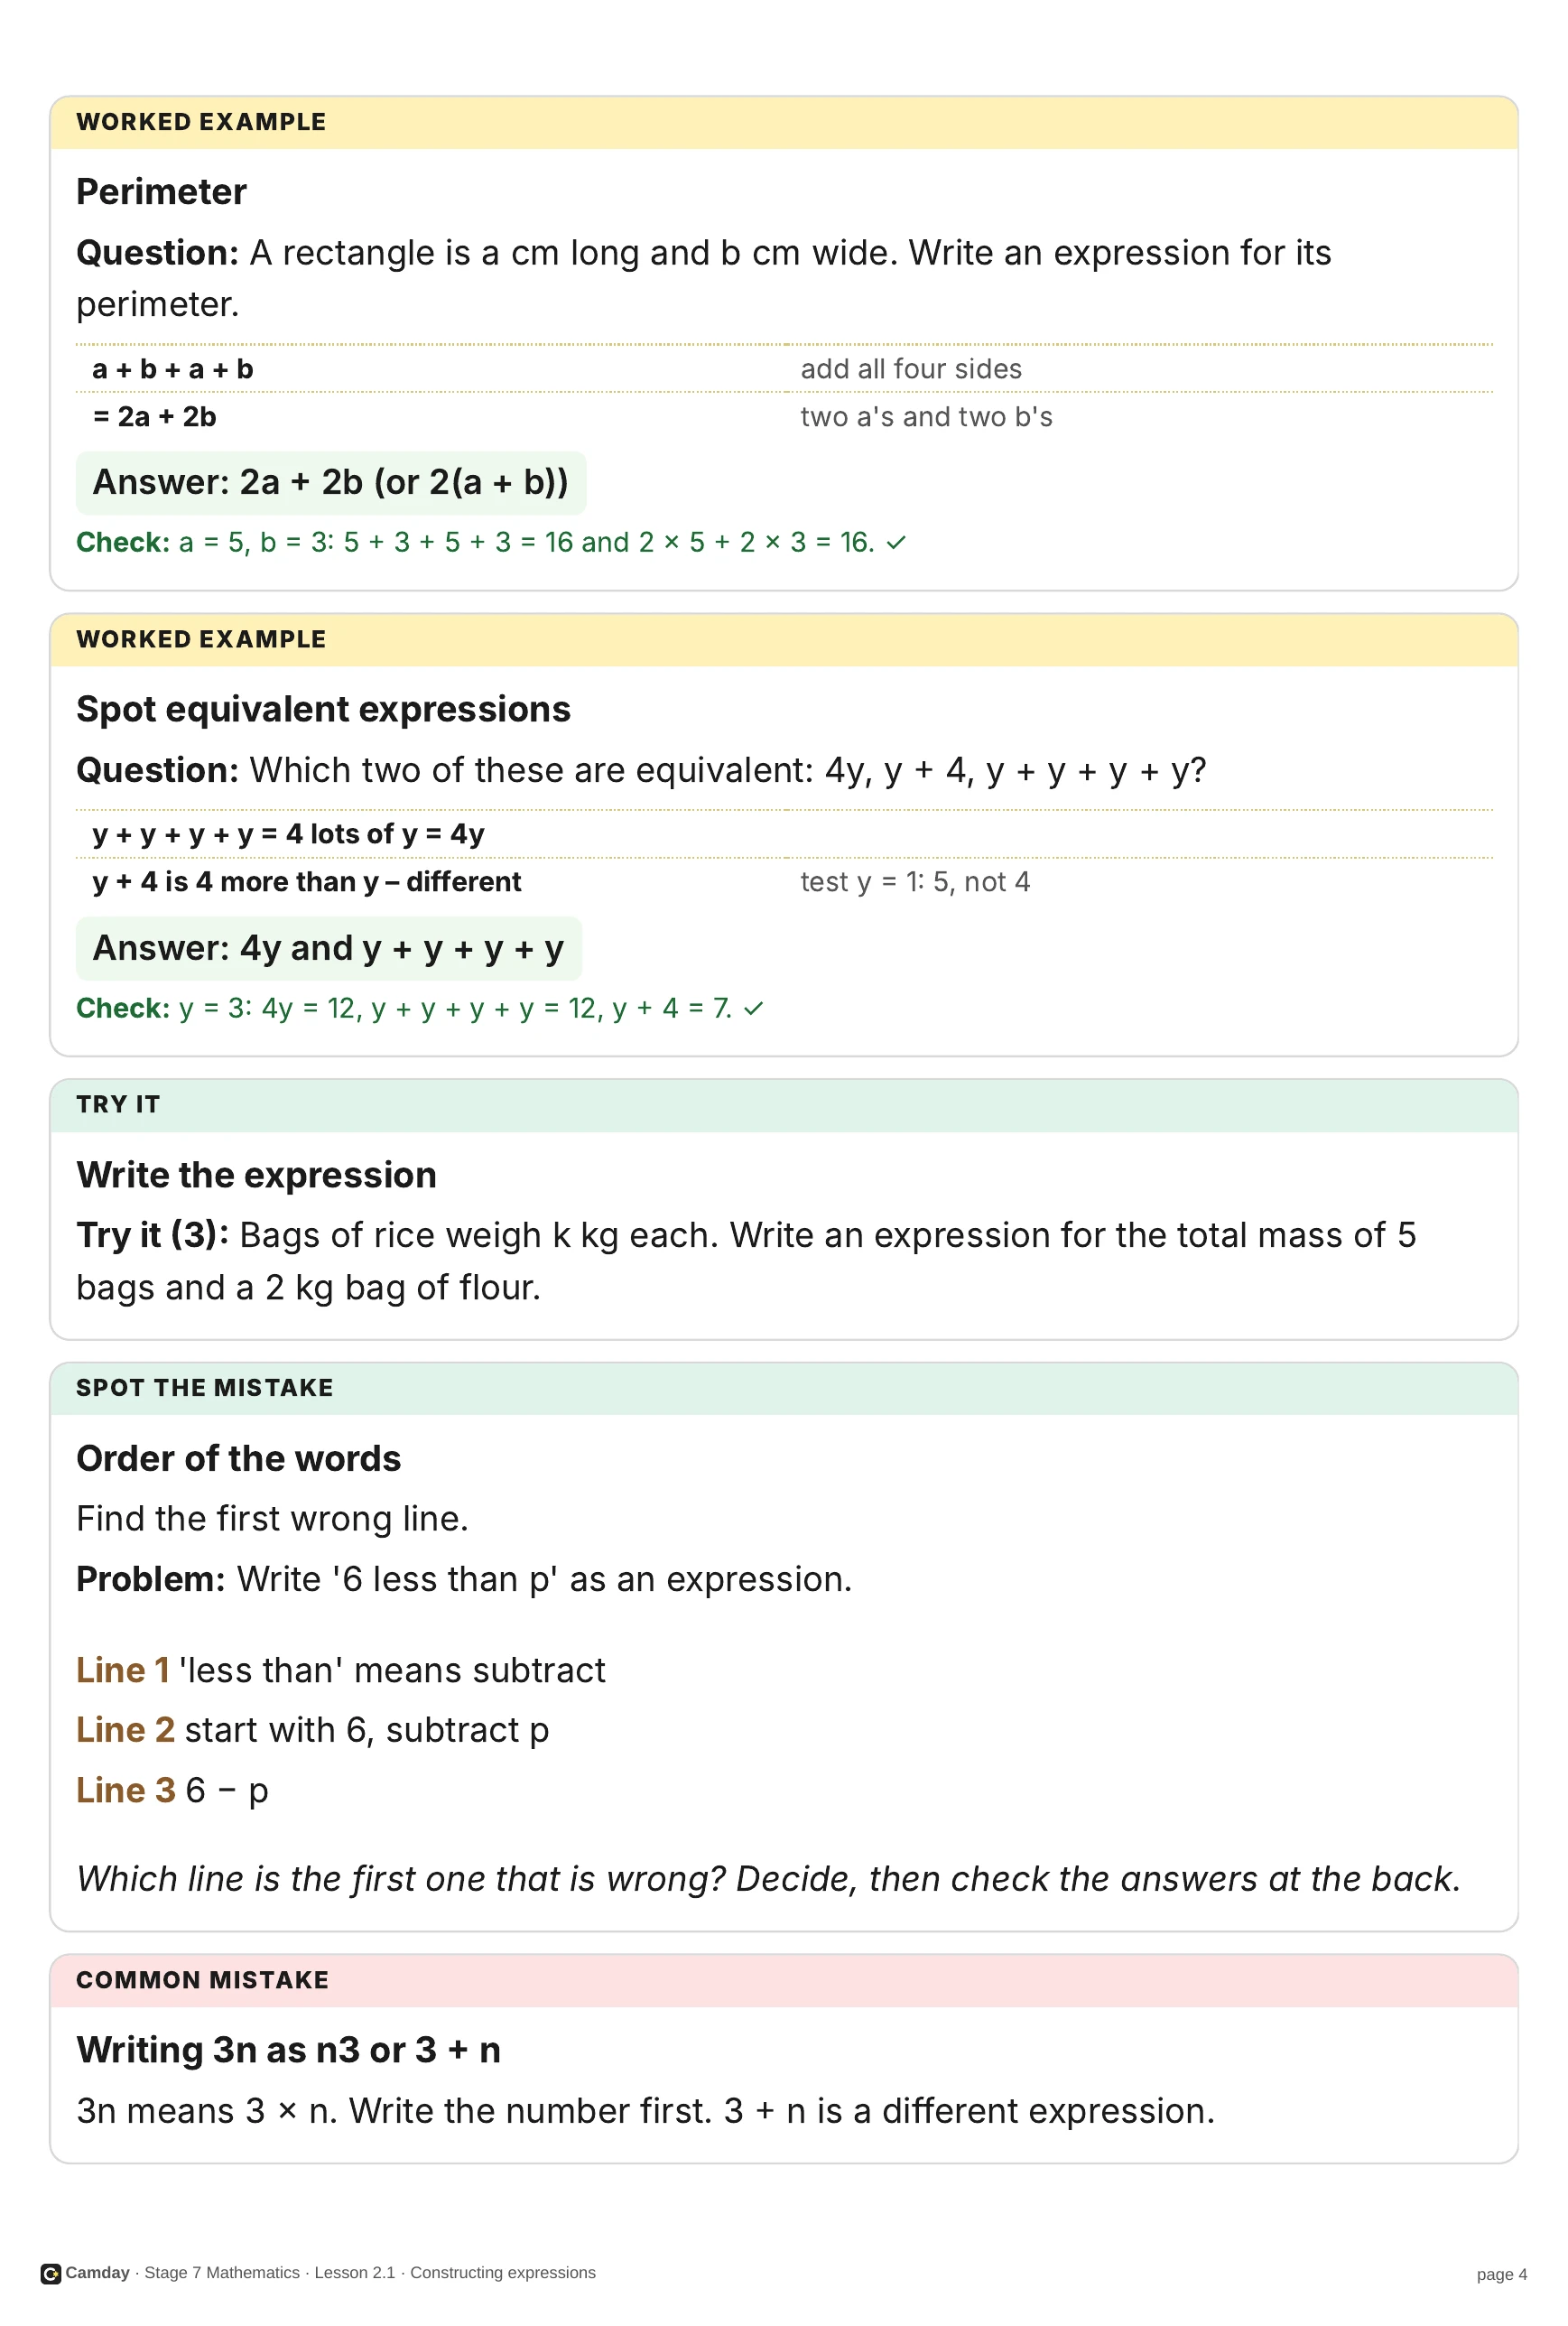 WORKED EXAMPLE
Perimeter
Question: A rectangle is a cm long and b cm wide. Write an expression for its
perimeter.
a + b + a + b add all four sides
= 2a + 2b two a's and two b's
Answer: 2a + 2b (or 2(a + b))
Check: a = 5, b = 3: 5 + 3 + 5 + 3 = 16 and 2 × 5 + 2 × 3 = 16. ✓
WORKED EXAMPLE
Spot equivalent expressions
Question: Which two of these are equivalent: 4y, y + 4, y + y + y + y?
y + y + y + y = 4 lots of y = 4y
y + 4 is 4 more than y – different test y = 1: 5, not 4
Answer: 4y and y + y + y + y
Check: y = 3: 4y = 12, y + y + y + y = 12, y + 4 = 7. ✓
TRY IT
Write the expression
Try it (3): Bags of rice weigh k kg each. Write an expression for the total mass of 5
bags and a 2 kg bag of flour.
SPOT THE MISTAKE
Order of the words
Find the first wrong line.
Problem: Write '6 less than p' as an expression.
Line 1 'less than' means subtract
Line 2 start with 6, subtract p
Line 3 6 − p
Which line is the first one that is wrong? Decide, then check the answers at the back.
COMMON MISTAKE
Writing 3n as n3 or 3 + n
3n means 3 × n. Write the number first. 3 + n is a different expression.
Camday · Stage 7 Mathematics · Lesson 2.1 · Constructing expressions page 4